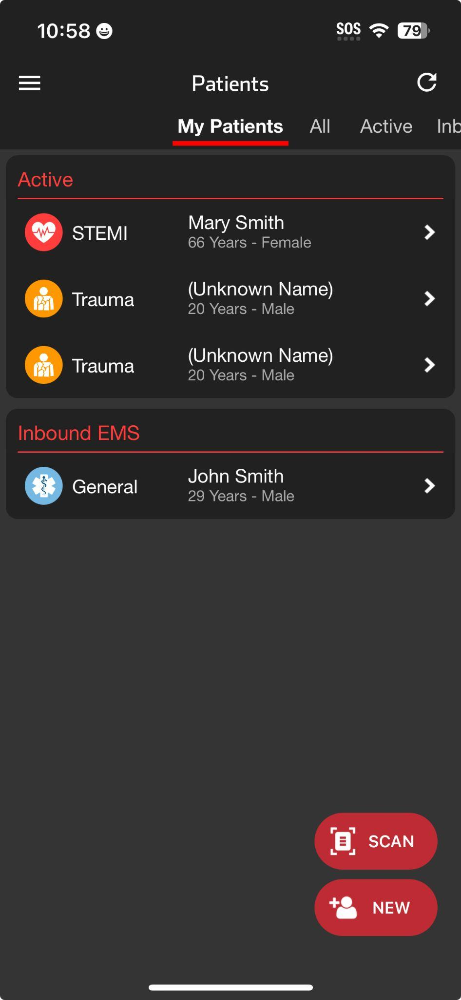 10:58
SOS
79
Patients
My Patients All Active Inb
Active
STEMI
Mary Smith
66 Years - Female
Trauma
(Unknown Name)
20 Years - Male
Trauma
(Unknown Name)
20 Years - Male
Inbound EMS
General
John Smith
29 Years - Male
SCAN
NEW